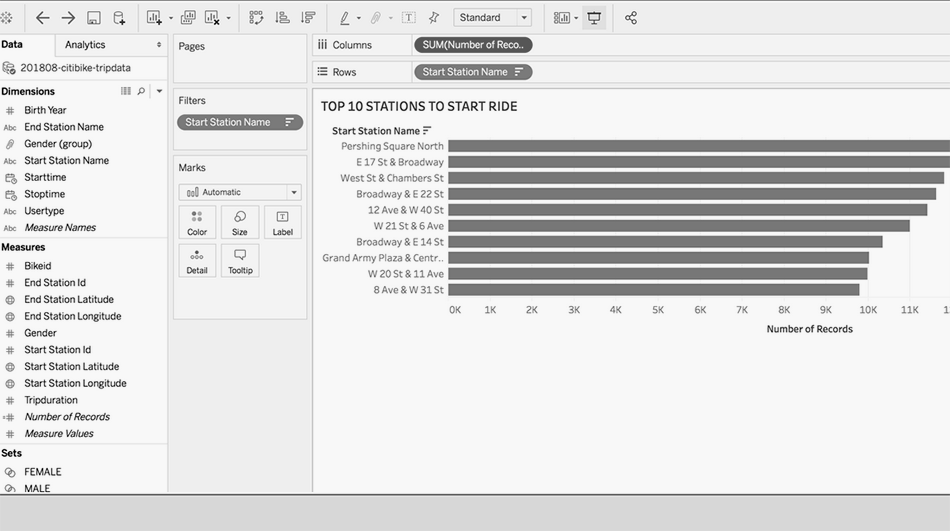 Standard
Data
Analytics
Pages
Columns
SUM(Number of Reco..
201808-citibike-tripdata
Rows
Start Station Name
Dimensions
Birth Year
Abc End Station Name
Gender (group)
Abc Start Station Name
Starttime
Stoptime
Abc Usertype
Abc Measure Names
Measures
Bikeid
End Station Id
End Station Latitude
End Station Longitude
Gender
Start Station Id
Start Station Latitude
Start Station Longitude
Tripduration
Number of Records
Measure Values
Sets
FEMALE
MALE
Filters
Start Station Name
Marks
Automatic
Color
Size
Label
Detail
Tooltip
TOP 10 STATIONS TO START RIDE
Start Station Name
Pershing Square North
E 17 St & Broadway
West St & Chambers St
Broadway & E 22 St
12 Ave & W 40 St
W 21 St & 6 Ave
Broadway & E 14 St
Grand Army Plaza & Centr..
W 20 St & 11 Ave
8 Ave & W 31 St
0K 1K 2K 3K 4K 5K 6K 7K 8K 9K 10K 11K
Number of Records